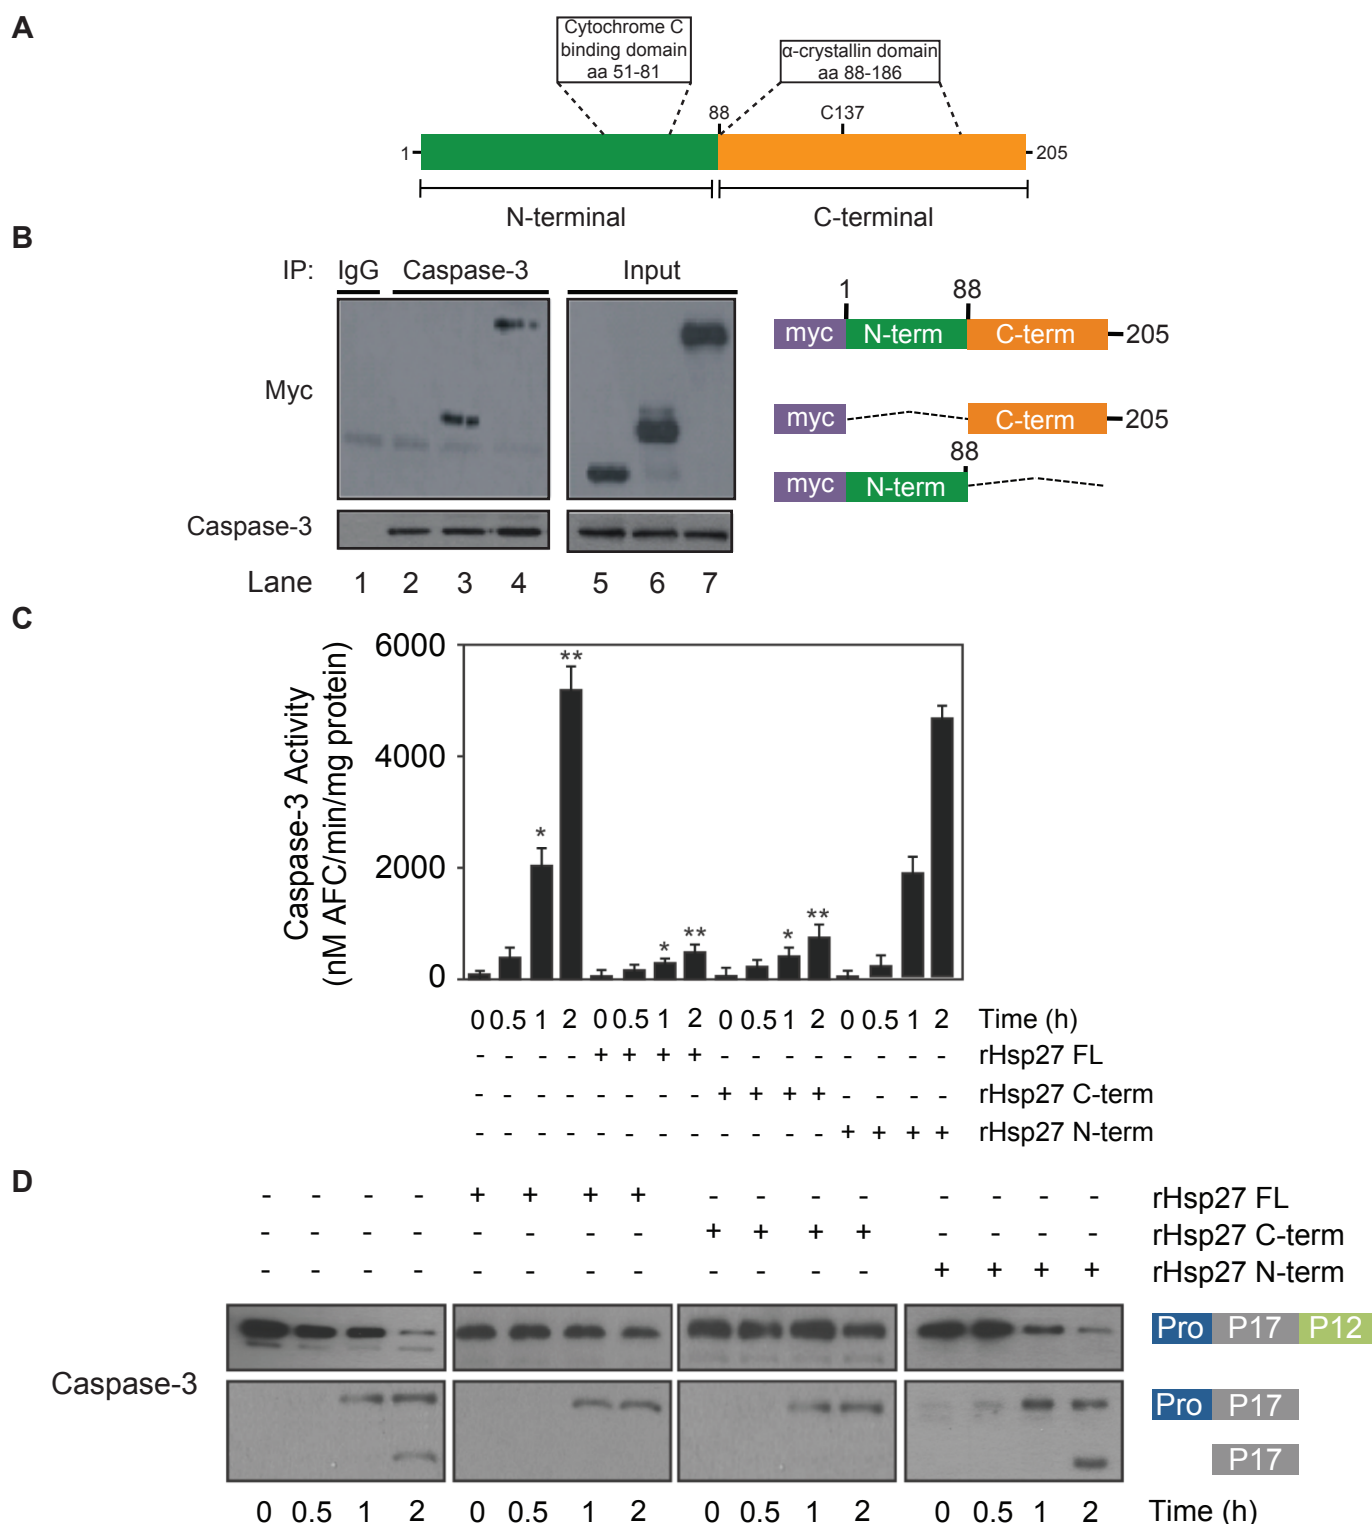 A
Cytochrome C
binding domain
aa 51-81
α-crystallin domain
aa 88-186
88
C137
1
205
N-terminal
C-terminal
B
IP:
IgG
Caspase-3
Input
Myc
Caspase-3
Lane
1 2 3 4 5 6 7
1
88
myc N-term C-term 205
myc C-term 205
88
myc N-term
C
Caspase-3 Activity
(nM AFC/min/mg protein)
6000
4000
2000
0
* ** * ** * **
0 0.5 1 2 0 0.5 1 2 0 0.5 1 2 0 0.5 1 2 Time (h)
- - - - + + + + - - - - - - - - rHsp27 FL
- - - - - - - - + + + + - - - - rHsp27 C-term
- - - - - - - - - - - - + + + + rHsp27 N-term
D
- - - - + + + + - - - - - - - - rHsp27 FL
- - - - - - - - + + + + - - - - rHsp27 C-term
- - - - - - - - - - - - + + + + rHsp27 N-term
Caspase-3
Pro P17 P12
Pro P17
P17
0 0.5 1 2 0 0.5 1 2 0 0.5 1 2 0 0.5 1 2 Time (h)